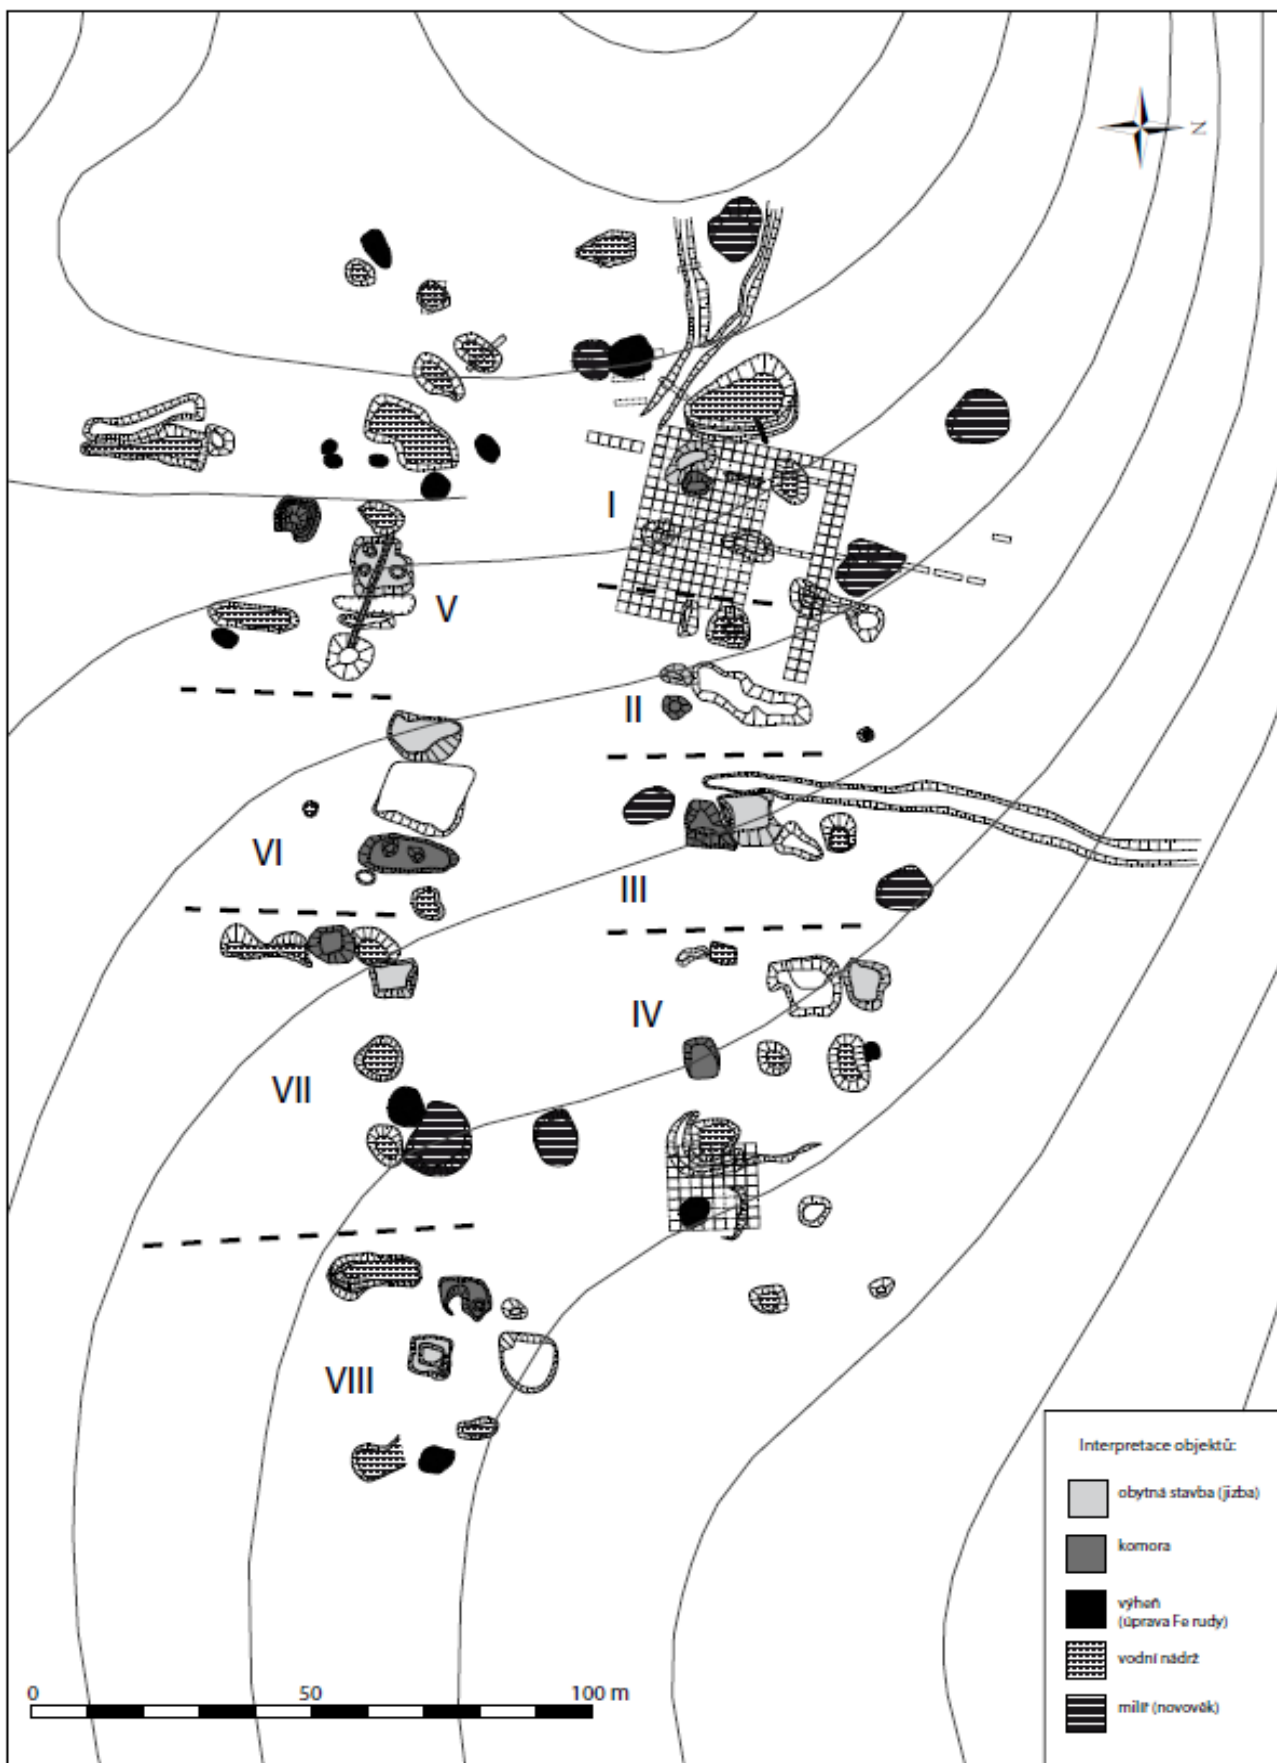 N
I
V
II
VI
III
IV
VII
VIII
Interpretace objektů:
obytná stavba (jizba)
komora
výheň
(úprava Fe rudy)
vodní nádrž
milíř (novověk)
0 50 100 m